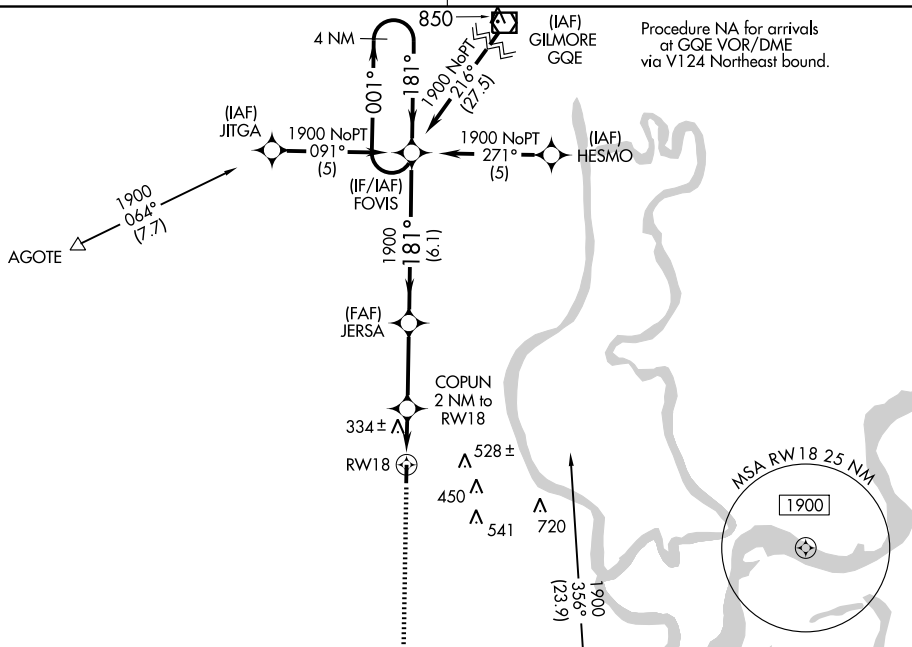 850
(IAF)
GILMORE
GQE
Procedure NA for arrivals
at GQE VOR/DME
via V124 Northeast bound.
4 NM
001°
181°
1900 NoPT
216°
(27.5)
(IAF)
JITGA
1900 NoPT
091°
(5)
1900 NoPT
271°
(5)
(IAF)
HESMO
(IF/IAF)
FOVIS
1900
064°
(7.7)
AGOTE
1900
181°
(6.1)
(FAF)
JERSA
COPUN
2 NM to
RW18
334 ±
RW18
528 ±
450
541
720
1900
356°
(23.9)
MSA RW18 25 NM
1900